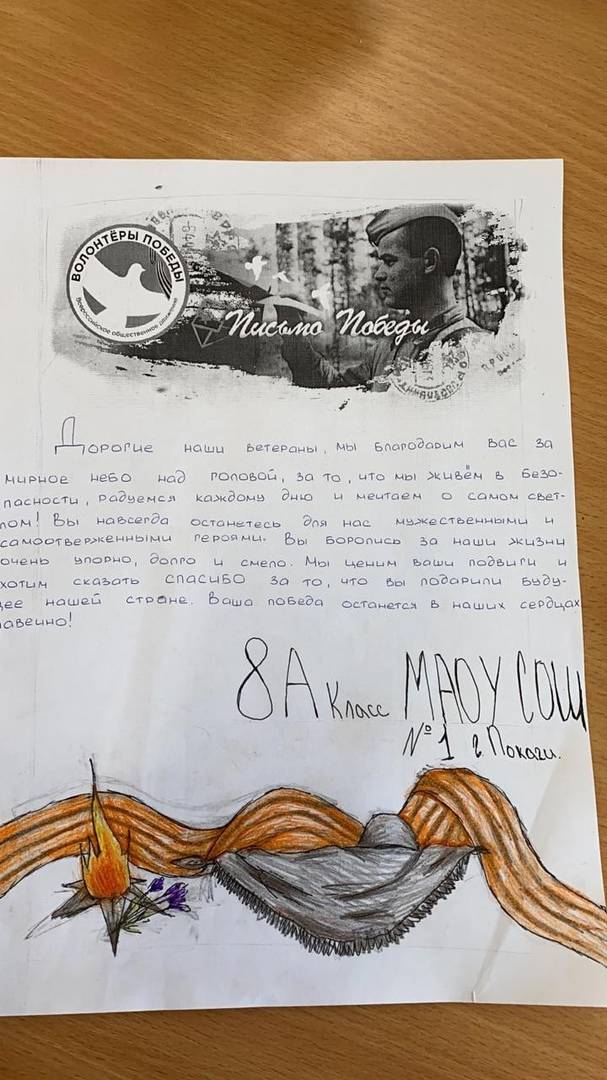 ВОЛОНТЁРЫ ПОБЕДЫ
Всероссийское общественное движение
Письмо Победы
Дорогие наши ветераны, мы благодарим вас за
мирное небо над головой, за то, что мы живём в безо-
пасности, радуемся каждому дню и мечтаем о самом свет-
лом! Вы навсегда останетесь для нас мужественными и
самоотверженными героями. Вы боролись за наши жизни
очень упорно, долго и смело. Мы ценим ваши подвиги и
хотим сказать спасибо за то, что вы подарили буду-
щее нашей стране. Ваша победа останется в наших сердцах
навечно!
8А класс МАОУ СОШ
№1 г.